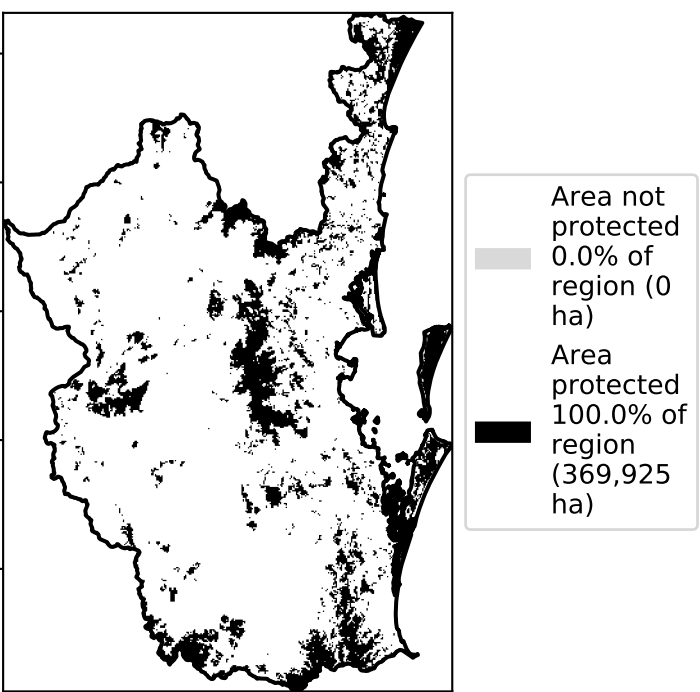 Area not
protected
0.0% of
region (0
ha)
Area
protected
100.0% of
region
(369,925
ha)